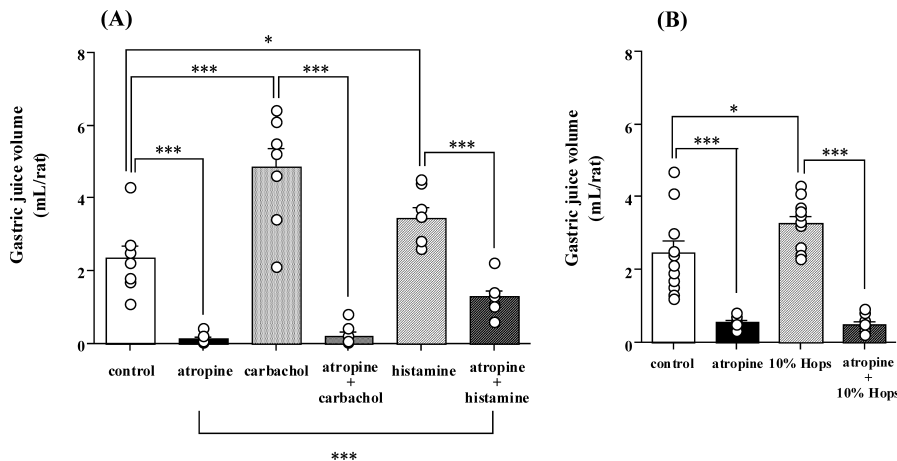 (A)
Gastric juice volume
(mL/rat)
8
6
4
2
0
*
***
***
***
***
control
atropine
carbachol
atropine
+
carbachol
histamine
atropine
+
histamine
***
(B)
Gastric juice volume
(mL/rat)
8
6
4
2
0
*
***
***
control
atropine
10% Hops
atropine
+
10% Hops